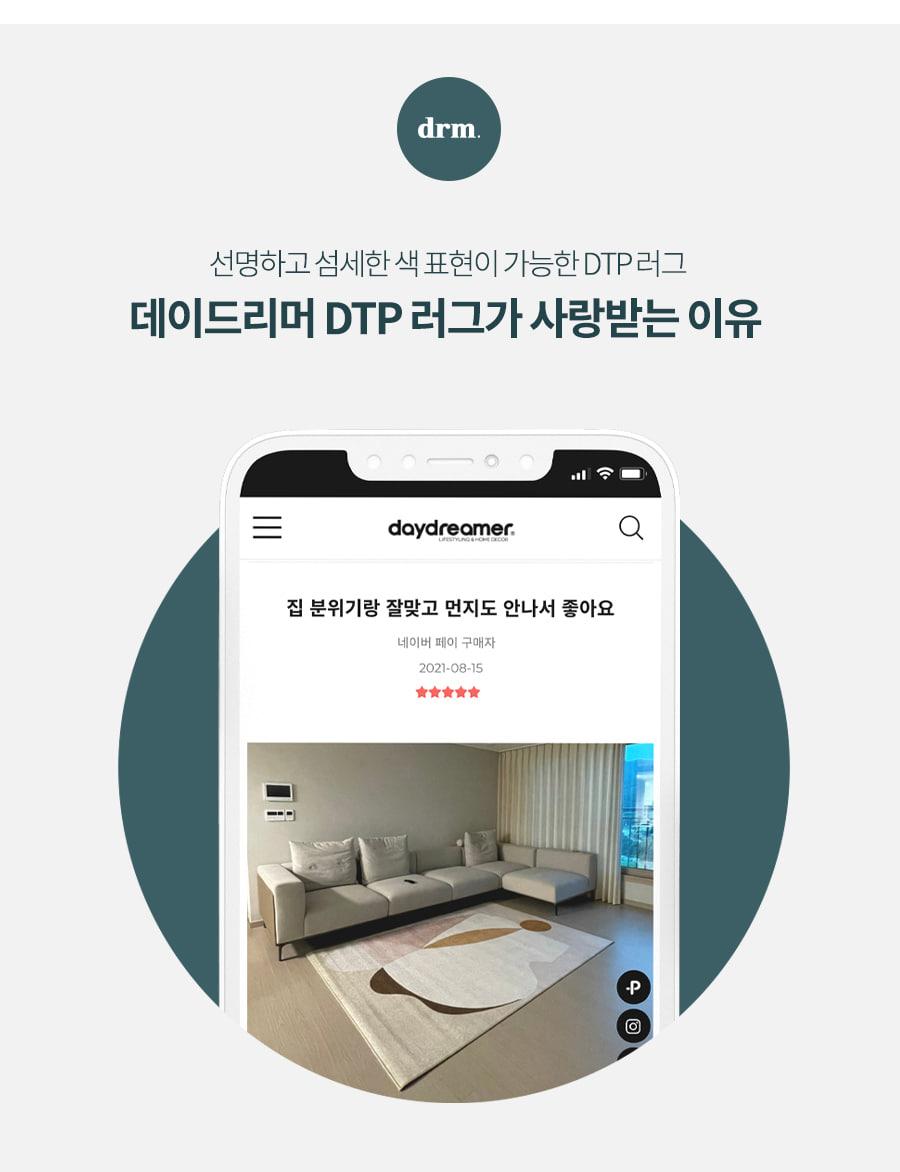 drm.
선명하고 섬세한 색 표현이 가능한 DTP 러그
데이드리머 DTP 러그가 사랑받는 이유
daydreamer®
LIFESTYLING & HOME DECOR
집 분위기랑 잘맞고 먼지도 안나서 좋아요
네이버 페이 구매자
2021-08-15
·P